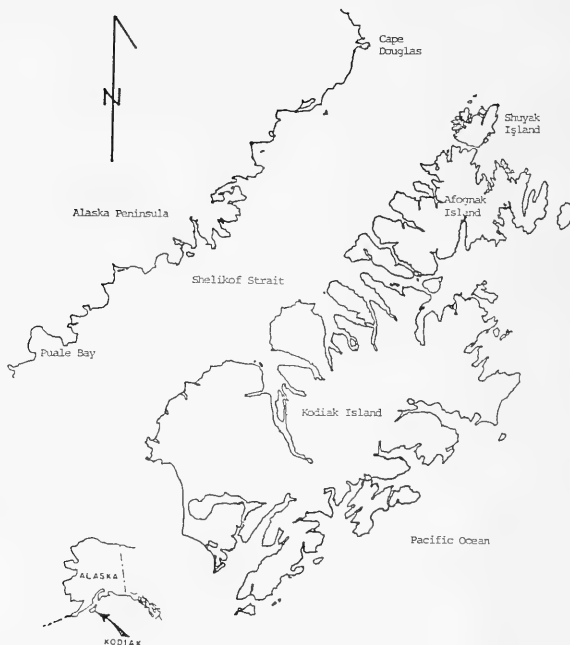 Cape
Douglas
N
Shuyak
Island
Afognak
Island
Alaska Peninsula
Shelikof Strait
Puale Bay
Kodiak Island
Pacific Ocean
ALASKA
KODIAK